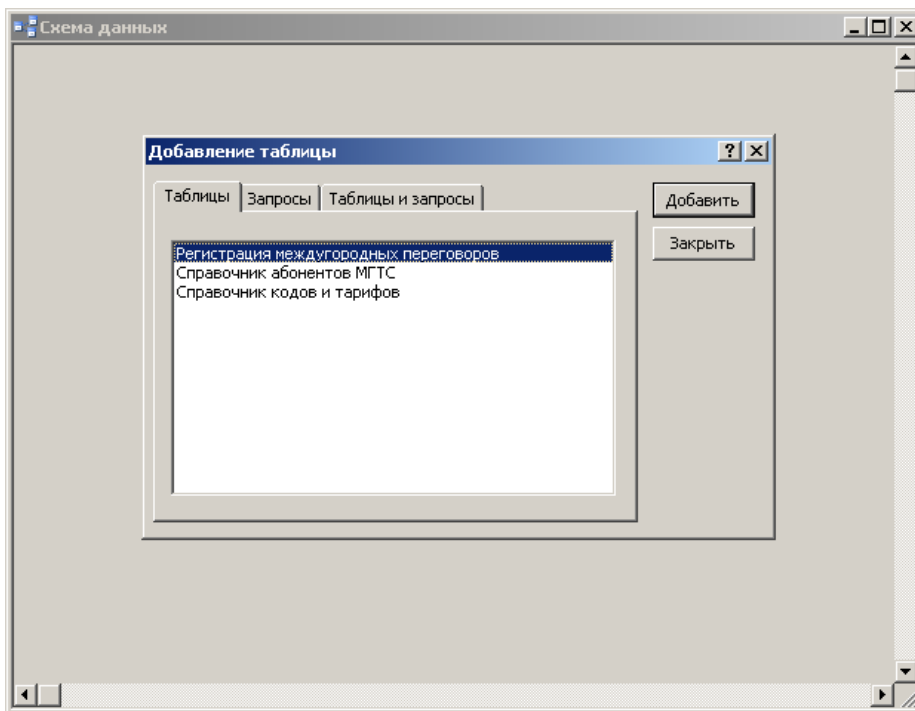 Схема данных
Добавление таблицы
Таблицы Запросы Таблицы и запросы
Добавить
Закрыть
Регистрация междугородных переговоров
Справочник абонентов МГТС
Справочник кодов и тарифов